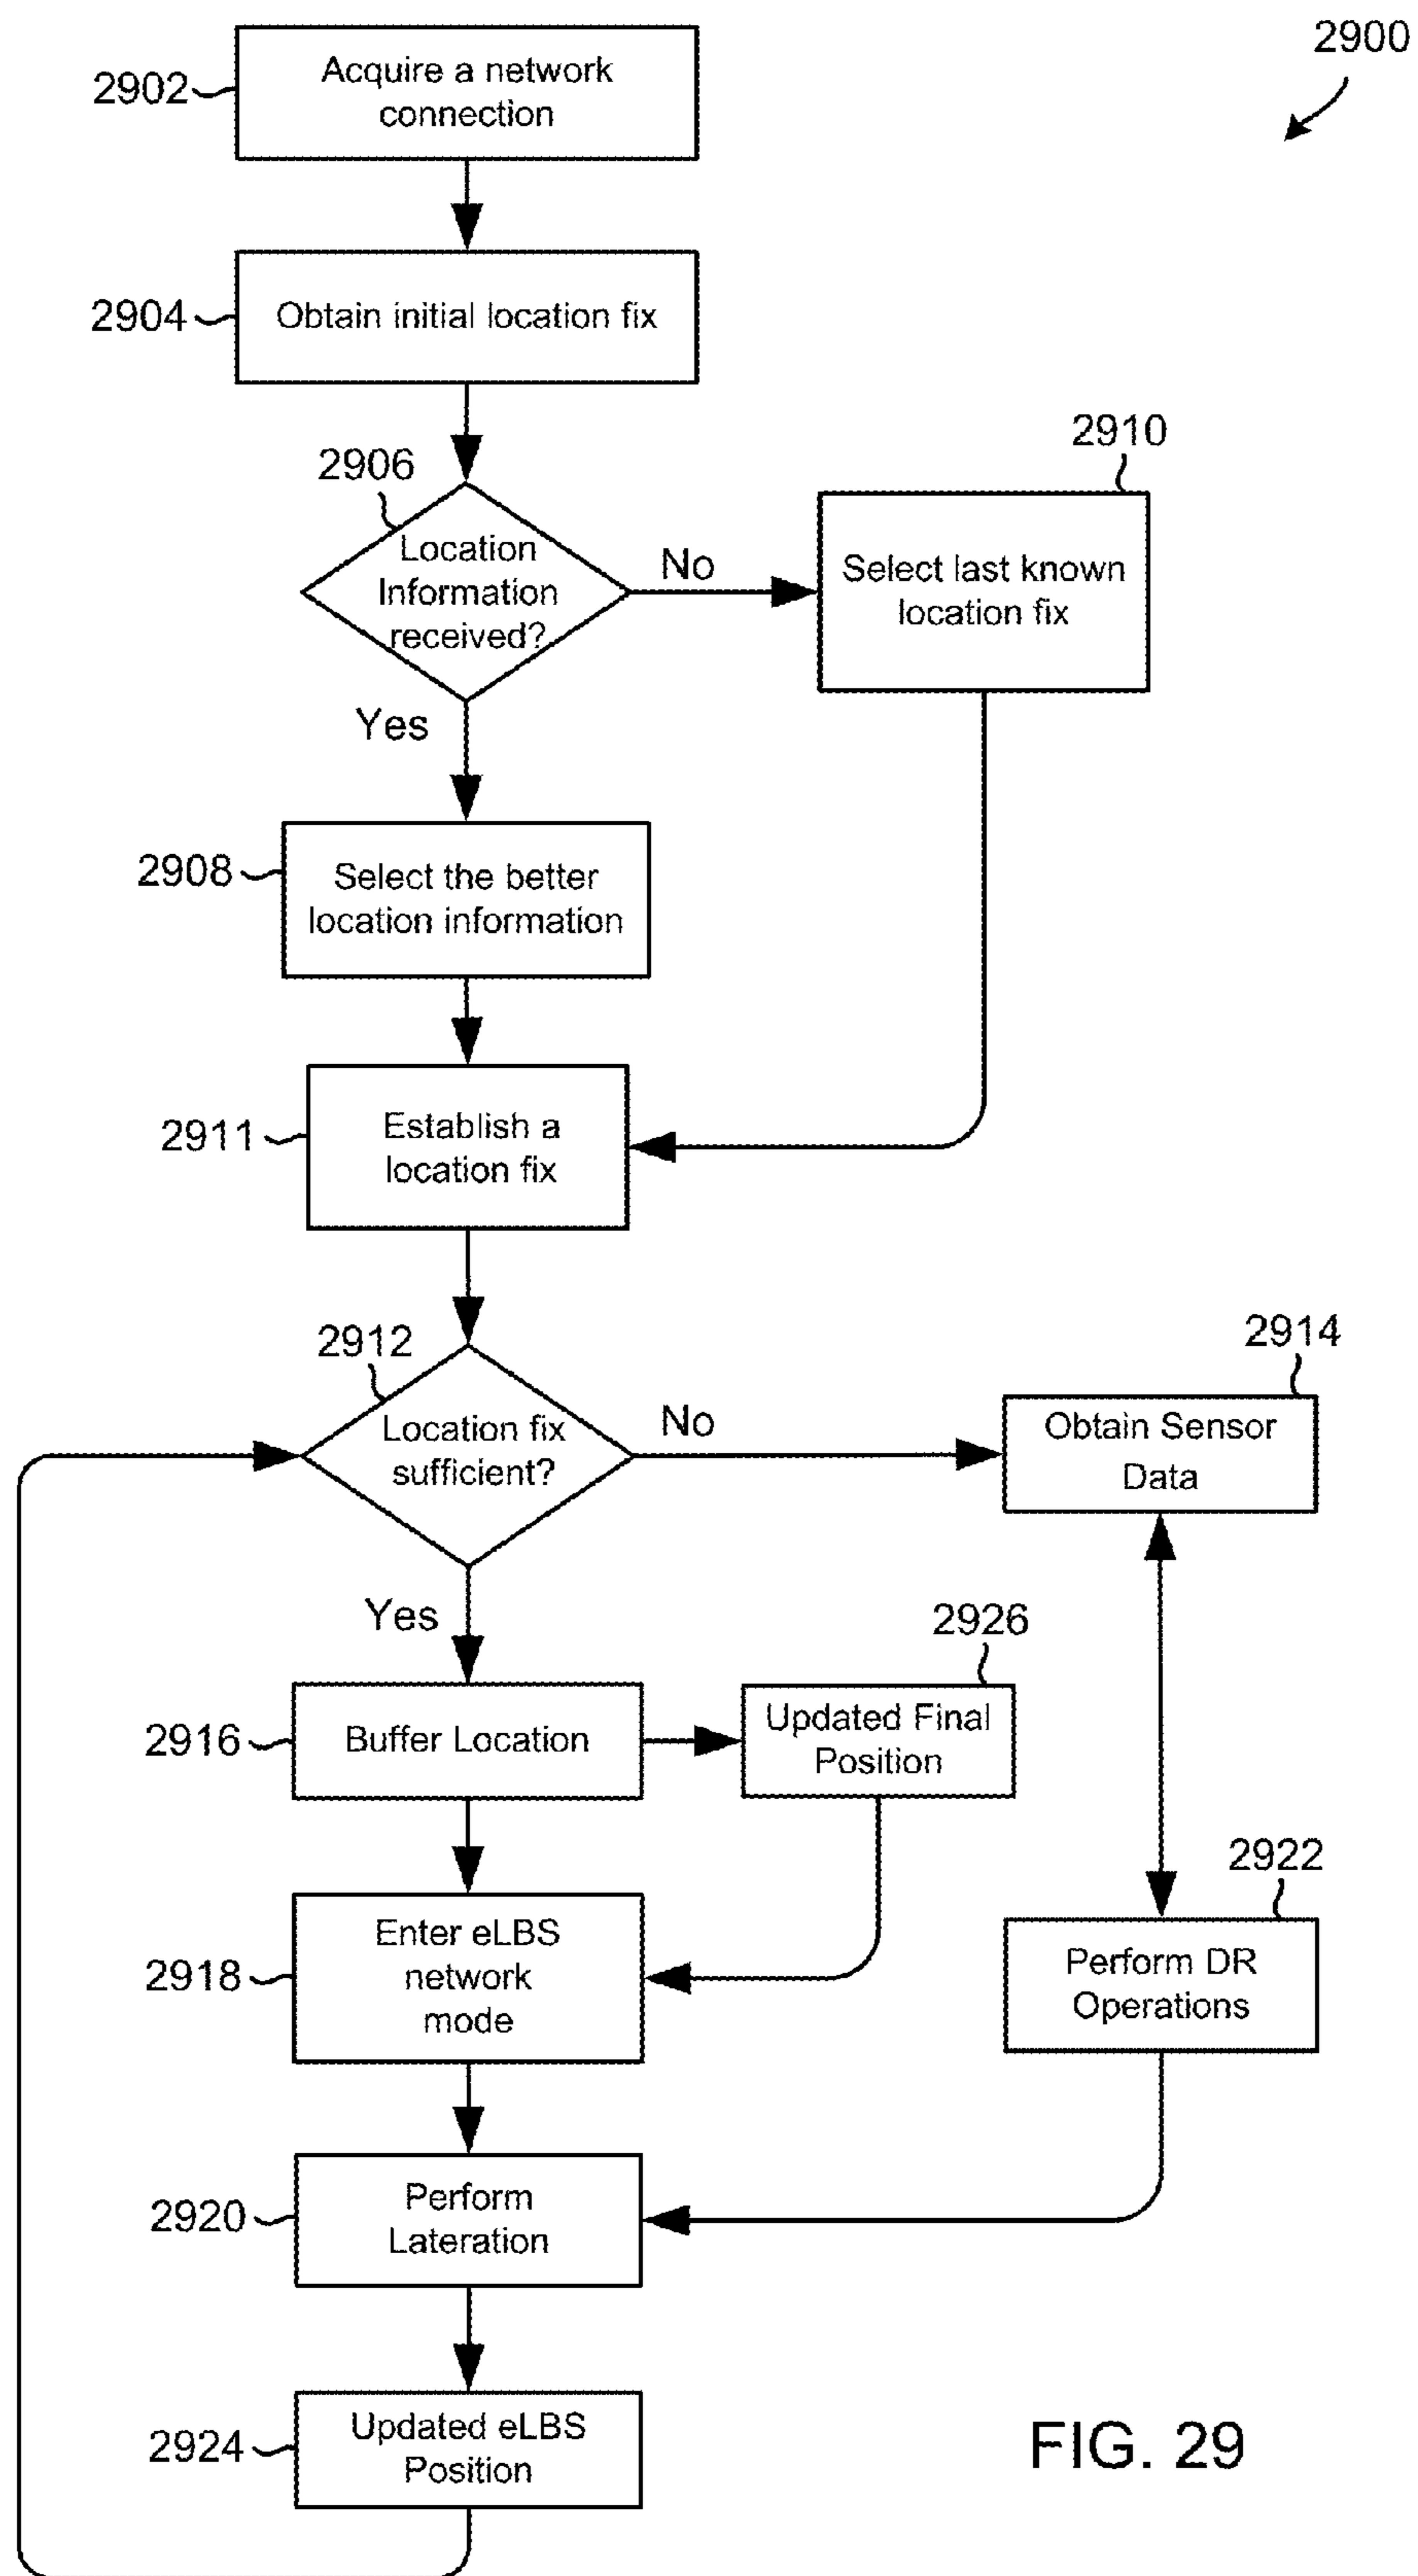 2900
2902
Acquire a network
connection
2904
Obtain initial location fix
2906
Location
Information
received?
No
2910
Select last known
location fix
Yes
2908
Select the better
location information
2911
Establish a
location fix
2912
Location fix
sufficient?
No
2914
Obtain Sensor
Data
Yes
2916
Buffer Location
2926
Updated Final
Position
2918
Enter eLBS
network
mode
2922
Perform DR
Operations
2920
Perform
Lateration
2924
Updated eLBS
Position
FIG. 29